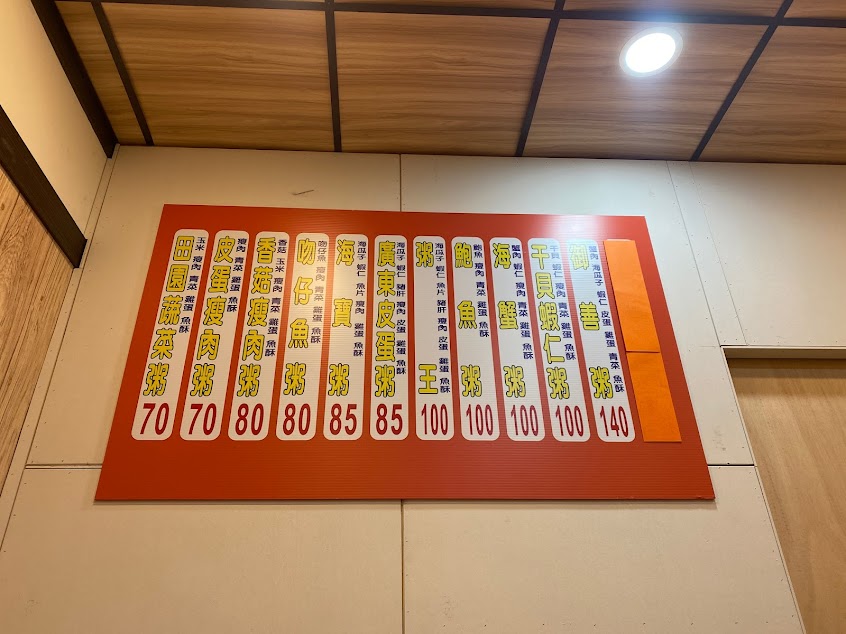 田園蔬菜粥
玉米 瘦肉 青菜 雞蛋 魚酥
70
皮蛋瘦肉粥
瘦肉 青菜 雞蛋 魚酥
70
香菇瘦肉粥
香菇 玉米 瘦肉 青菜 雞蛋 魚酥
80
吻仔魚粥
吻仔魚 瘦肉 青菜 雞蛋 魚酥
80
海寶粥
海瓜子 蝦仁 魚片 瘦肉 青菜 雞蛋 魚酥
85
廣東皮蛋粥
海瓜子 蝦仁 豬肝 瘦肉 皮蛋 雞蛋 魚酥
85
粥王
海瓜子 蝦仁 魚片 豬肝 瘦肉 皮蛋 雞蛋 魚酥
100
鮑魚粥
鮑魚 瘦肉 青菜 雞蛋 魚酥
100
海蟹粥
蟹肉 蝦仁 瘦肉 青菜 雞蛋 魚酥
100
干貝蝦仁粥
干貝 蝦仁 瘦肉 青菜 雞蛋 魚酥
100
御善粥
蟹肉 海瓜子 蝦仁 瘦肉 皮蛋 雞蛋 青菜 魚酥
140